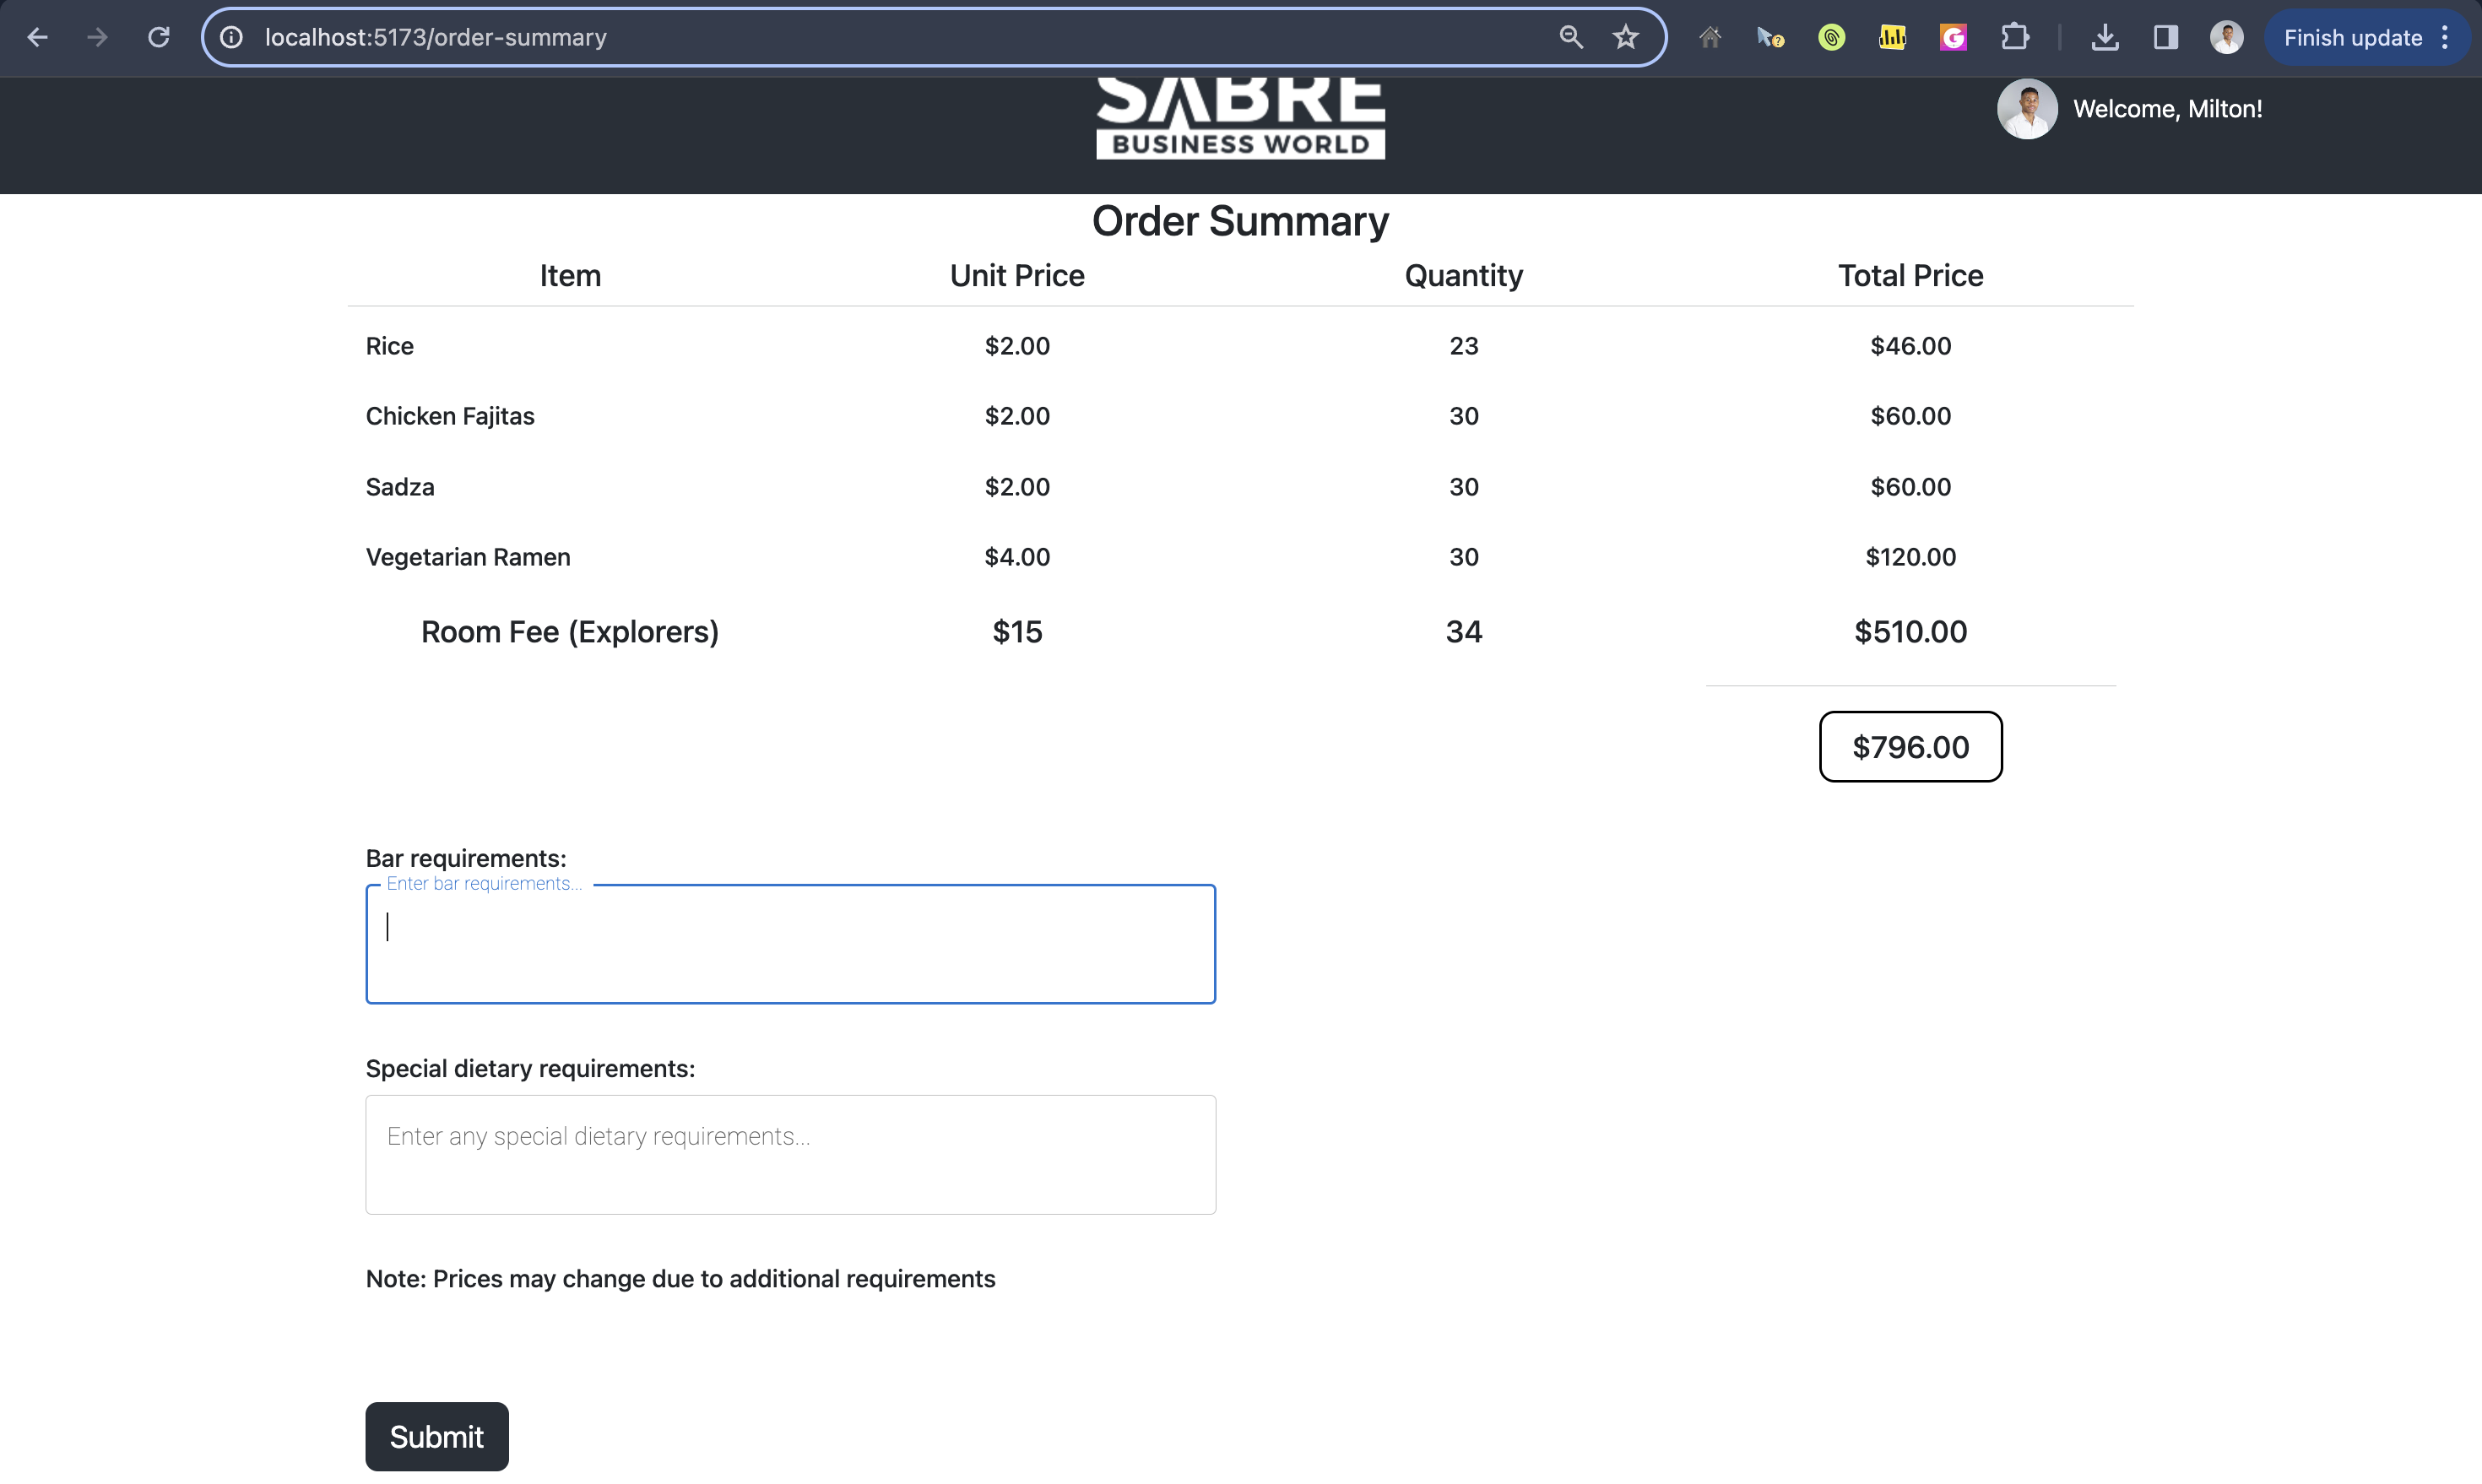 localhost:5173/order-summary
Finish update
SABRE
BUSINESS WORLD
Welcome, Milton!
Order Summary
Item Unit Price Quantity Total Price
Rice $2.00 23 $46.00
Chicken Fajitas $2.00 30 $60.00
Sadza $2.00 30 $60.00
Vegetarian Ramen $4.00 30 $120.00
Room Fee (Explorers) $15 34 $510.00
$796.00
Bar requirements:
Enter bar requirements...
Special dietary requirements:
Enter any special dietary requirements...
Note: Prices may change due to additional requirements
Submit